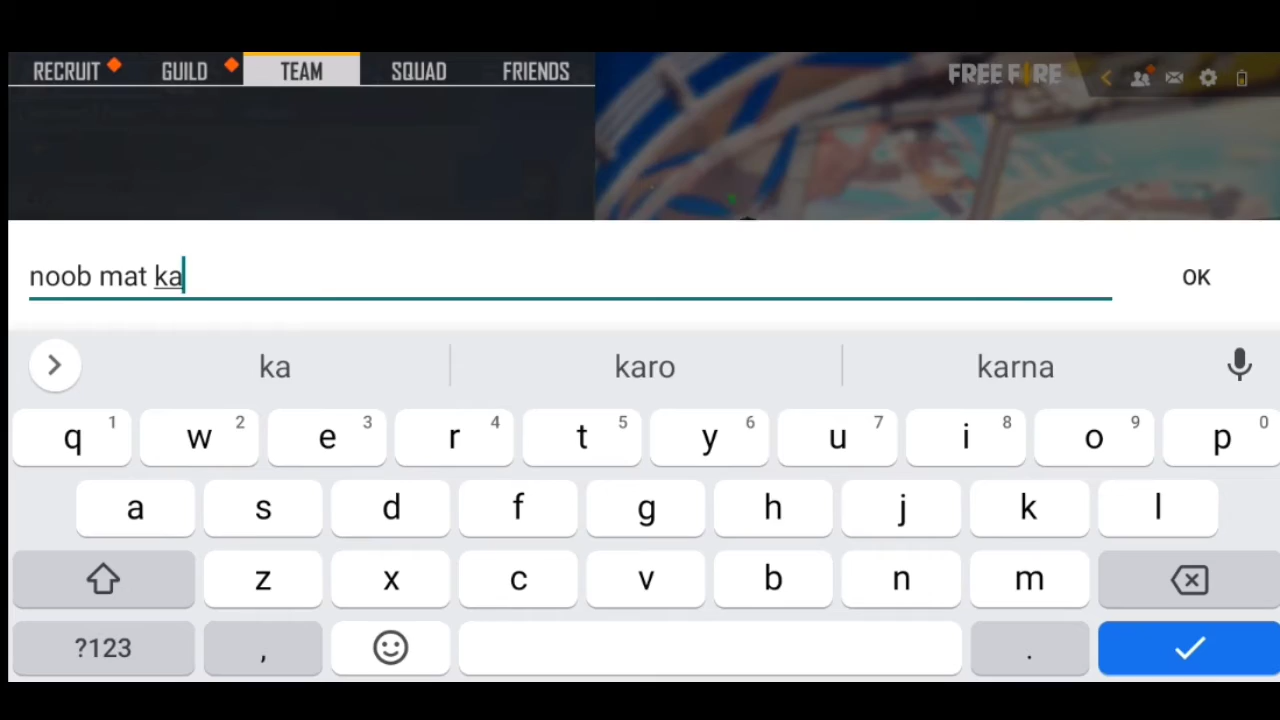 RECRUIT GUILD TEAM SQUAD FRIENDS FREE FIRE
noob mat ka OK
ka karo karna
q 1 w 2 e 3 r 4 t 5 y 6 u 7 i 8 o 9 p 0
a s d f g h j k l
z x c v b n m
?123 , .